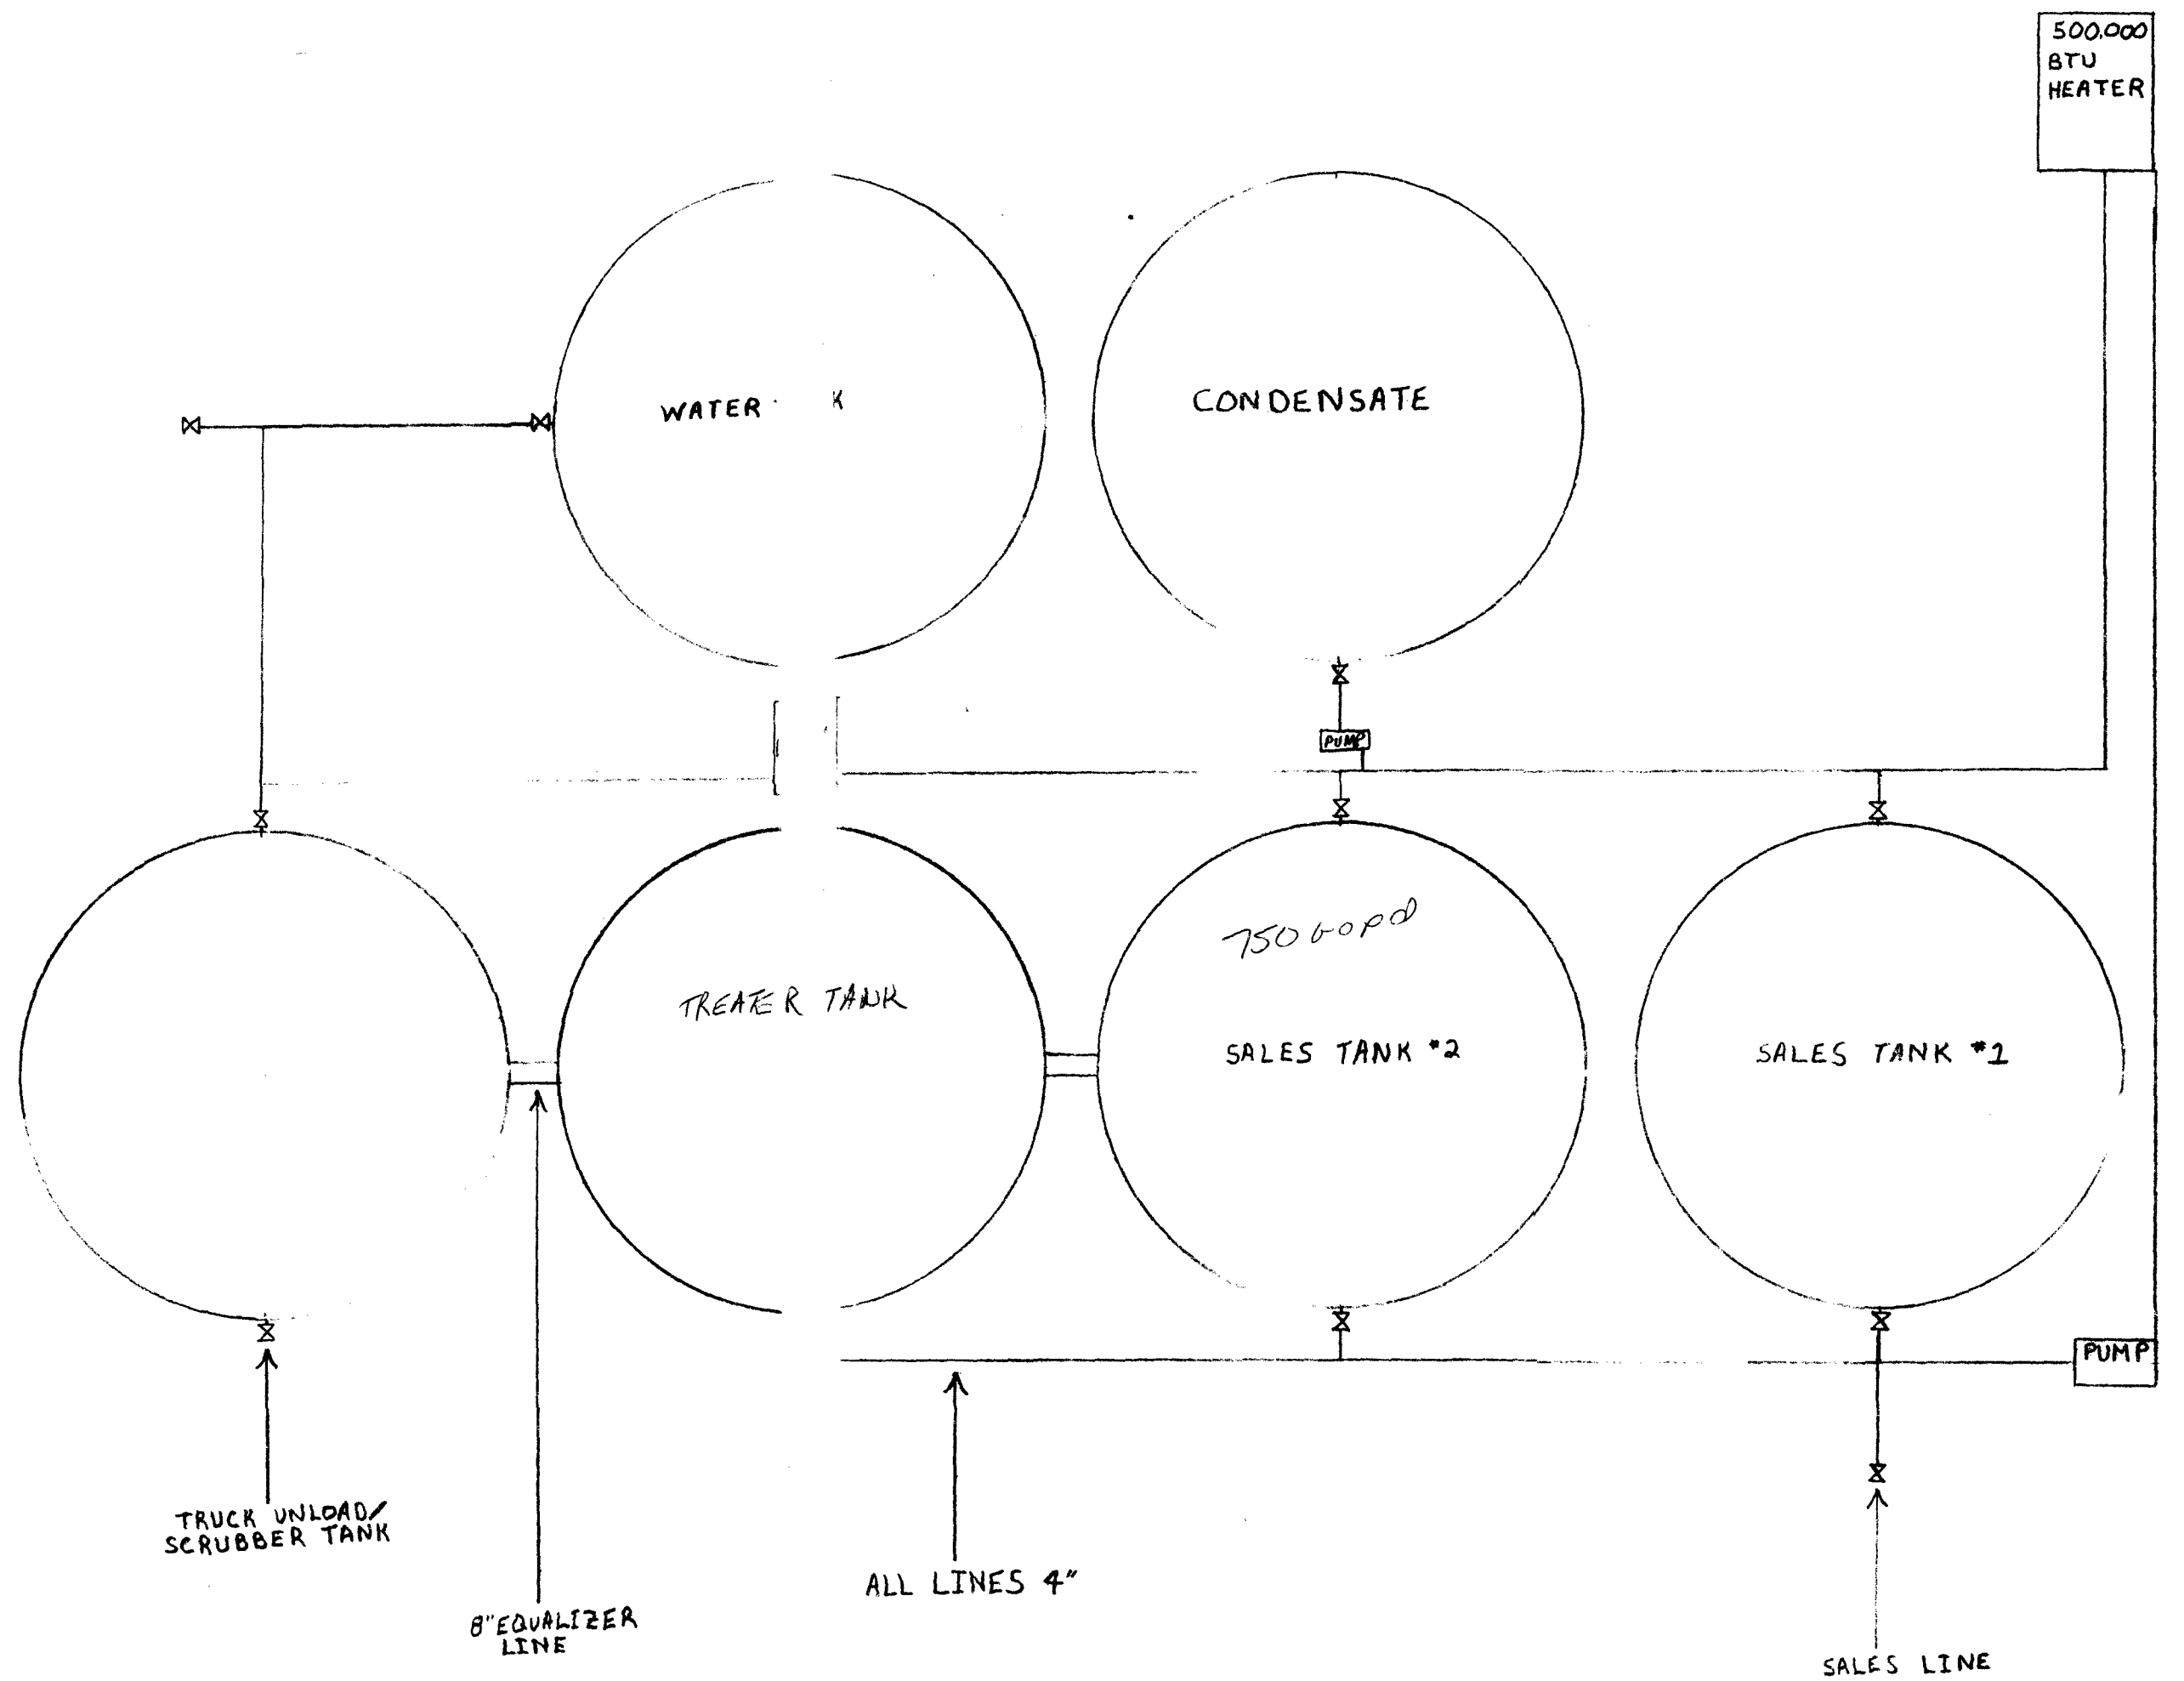 500,000
BTU
HEATER
WATER K
CONDENSATE
PUMP
750 bopd
TREATER TANK
SALES TANK #2
SALES TANK #1
PUMP
TRUCK UNLOAD/
SCRUBBER TANK
ALL LINES 4"
8" EQUALIZER
LINE
SALES LINE